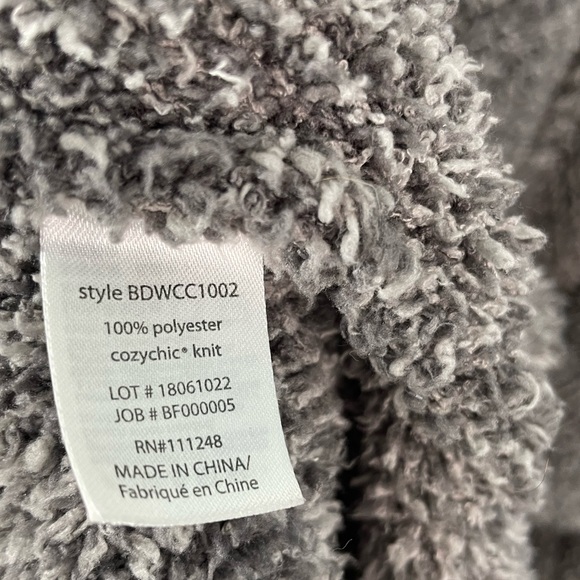 style BDWCC1002
100% polyester
cozychic® knit
LOT # 18061022
JOB # BF000005
RN#111248
MADE IN CHINA/
Fabriqué en Chine